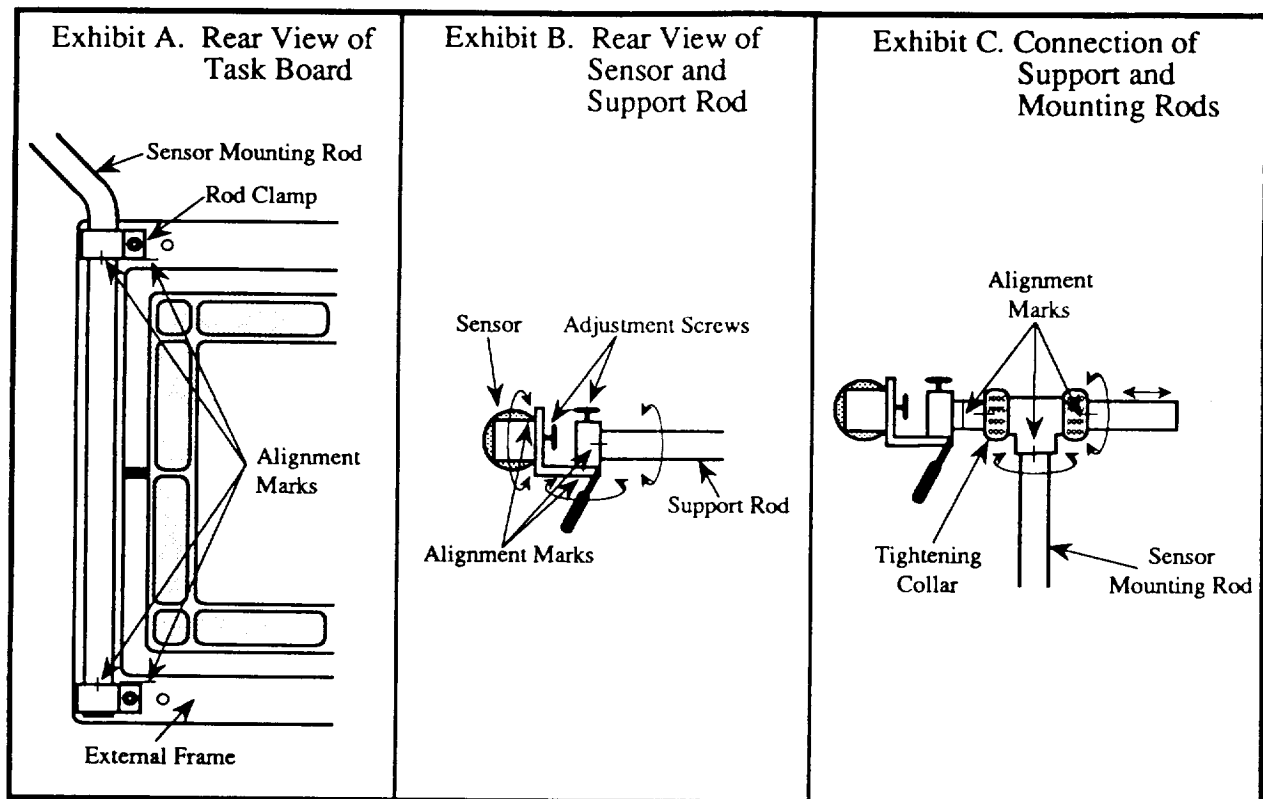 Exhibit A. Rear View of
Task Board
Sensor Mounting Rod
Rod Clamp
Alignment
Marks
External Frame
Exhibit B. Rear View of
Sensor and
Support Rod
Sensor
Adjustment Screws
Support Rod
Alignment Marks
Exhibit C. Connection of
Support and
Mounting Rods
Alignment
Marks
Tightening
Collar
Sensor
Mounting Rod